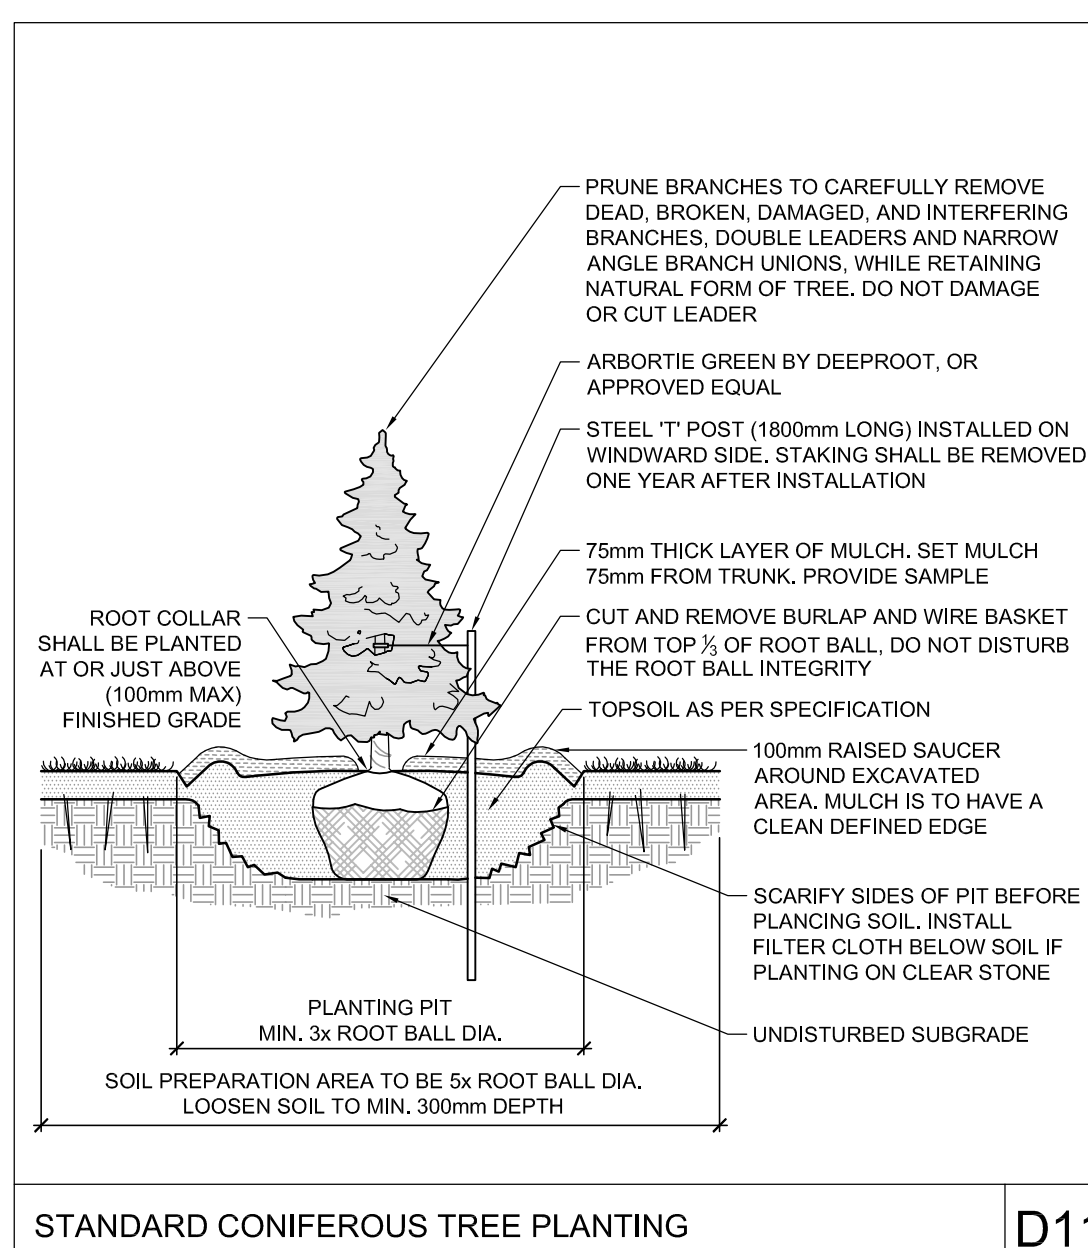 PRUNE BRANCHES TO CAREFULLY REMOVE
DEAD, BROKEN, DAMAGED, AND INTERFERING
BRANCHES, DOUBLE LEADERS AND NARROW
ANGLE BRANCH UNIONS, WHILE RETAINING
NATURAL FORM OF TREE. DO NOT DAMAGE
OR CUT LEADER
ARBORTIE GREEN BY DEEPROOT, OR
APPROVED EQUAL
STEEL 'T' POST (1800mm LONG) INSTALLED ON
WINDWARD SIDE. STAKING SHALL BE REMOVED
ONE YEAR AFTER INSTALLATION
75mm THICK LAYER OF MULCH. SET MULCH
75mm FROM TRUNK. PROVIDE SAMPLE
CUT AND REMOVE BURLAP AND WIRE BASKET
FROM TOP ⅓ OF ROOT BALL, DO NOT DISTURB
THE ROOT BALL INTEGRITY
ROOT COLLAR
SHALL BE PLANTED
AT OR JUST ABOVE
(100mm MAX)
FINISHED GRADE
TOPSOIL AS PER SPECIFICATION
100mm RAISED SAUCER
AROUND EXCAVATED
AREA. MULCH IS TO HAVE A
CLEAN DEFINED EDGE
SCARIFY SIDES OF PIT BEFORE
PLANCING SOIL. INSTALL
FILTER CLOTH BELOW SOIL IF
PLANTING ON CLEAR STONE
UNDISTURBED SUBGRADE
PLANTING PIT
MIN. 3x ROOT BALL DIA.
SOIL PREPARATION AREA TO BE 5x ROOT BALL DIA.
LOOSEN SOIL TO MIN. 300mm DEPTH
STANDARD CONIFEROUS TREE PLANTING
D11